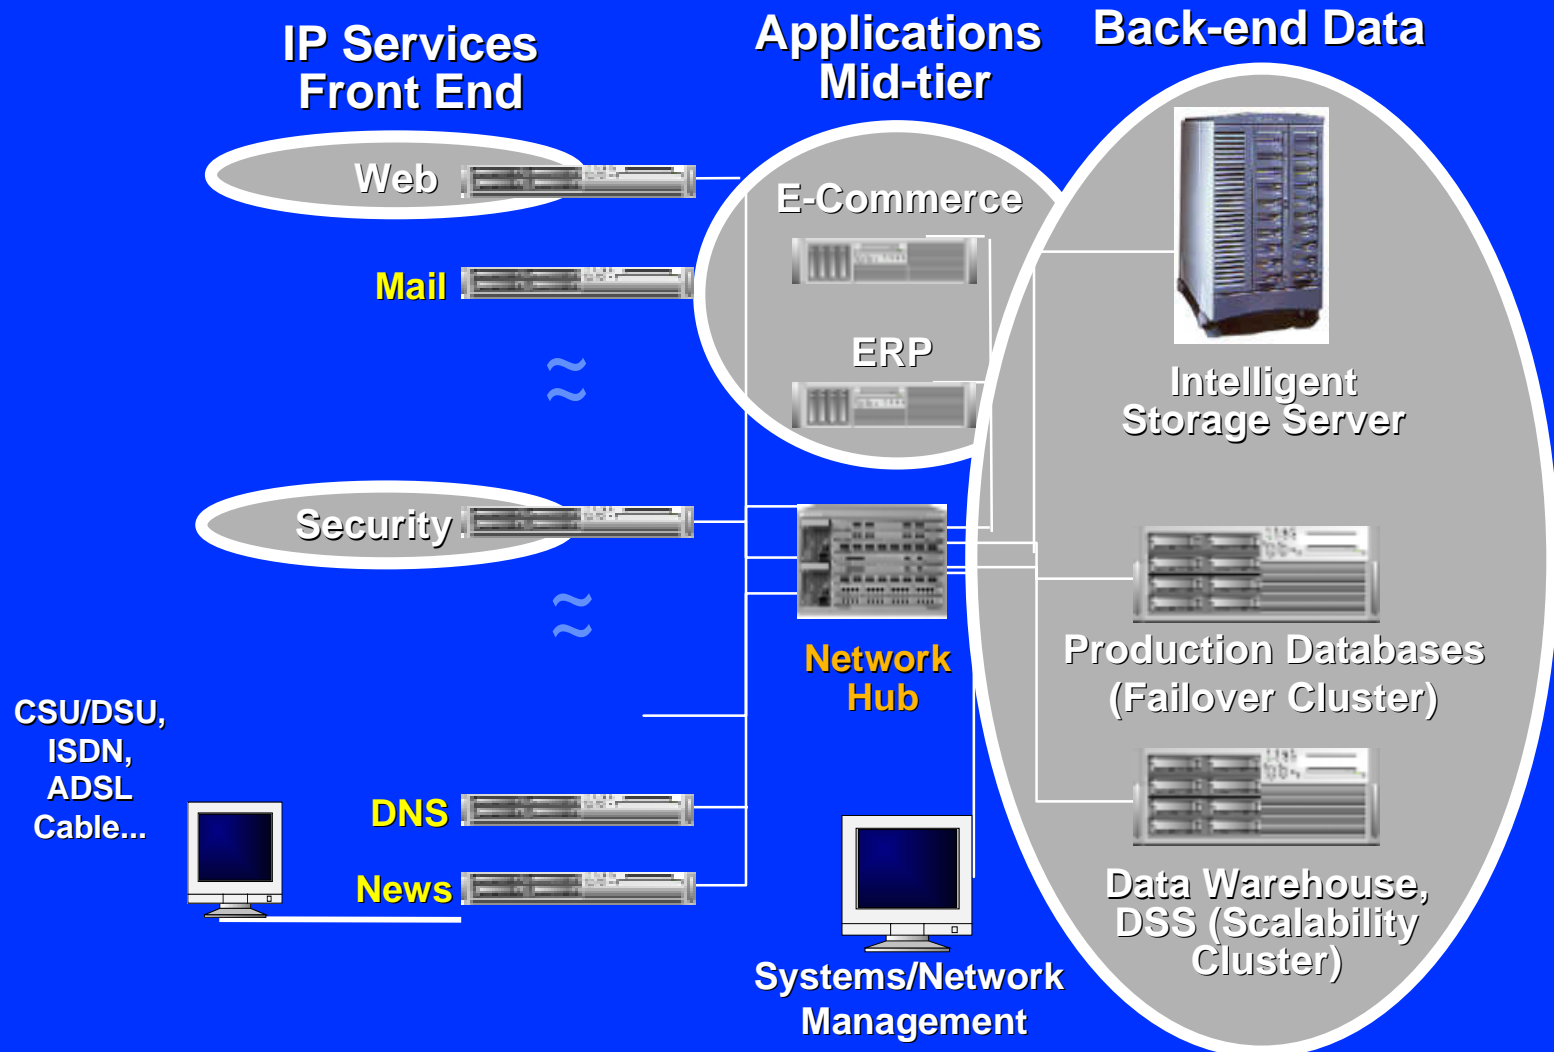 IP Services
Front End
Applications
Mid-tier
Back-end Data
Web
Mail
≈
Security
≈
CSU/DSU,
ISDN,
ADSL
Cable...
DNS
News
E-Commerce
ERP
Network
Hub
Systems/Network
Management
Intelligent
Storage Server
Production Databases
(Failover Cluster)
Data Warehouse,
DSS (Scalability
Cluster)